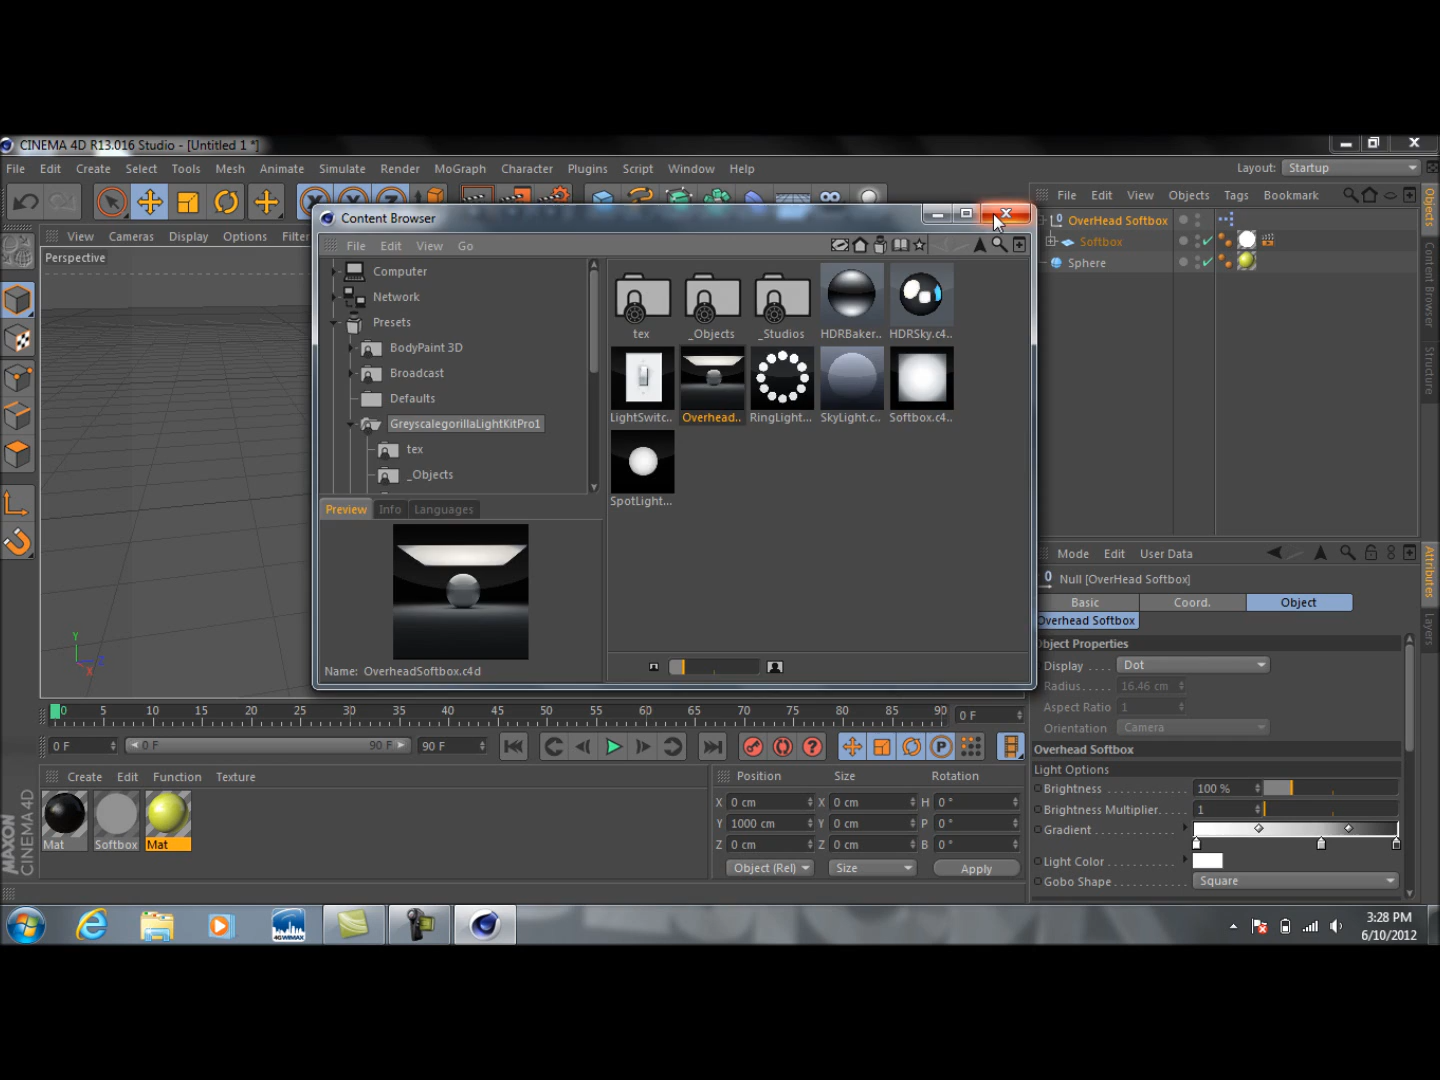 CINEMA 4D R13.016 Studio - [Untitled 1 *]
File Edit Create Select Tools Mesh Animate Simulate Render MoGraph Character Plugins Script Window Help Layout: Startup
File Edit View Objects Tags Bookmark
View Cameras Display Options Filter
Perspective
Content Browser
File Edit View Go
Computer
Network
Presets
BodyPaint 3D
Broadcast
Defaults
GreyscalegorillaLightKitPro1
tex
_Objects
tex _Objects _Studios HDRBaker.. HDRSky.c4..
LightSwitc.. Overhead.. RingLight... SkyLight.c.. Softbox.c4..
SpotLight...
Preview Info Languages
Name: OverheadSoftbox.c4d
OverHead Softbox
Softbox
Sphere
Objects
Content Browser
Structure
Attributes
Layers
Mode Edit User Data
Null [OverHead Softbox]
Basic Coord. Object
Overhead Softbox
Object Properties
Display . . . . Dot
Radius. . . . . 16.46 cm
Aspect Ratio 1
Orientation Camera
Overhead Softbox
Light Options
Brightness . . . . . . . . . . . . 100 %
Brightness Multiplier. . . 1
Gradient . . . . . . . . . . . . . .
Light Color . . . . . . . . . . .
Gobo Shape . . . . . . . . . . Square
Y
Z
X
0 5 10 15 20 25 30 35 40 45 50 55 60 65 70 75 80 85 90 0 F
0 F 0 F 90 F 90 F
P
Create Edit Function Texture
Mat Softbox Mat
MAXON
CINEMA 4D
Position Size Rotation
X 0 cm X 0 cm H 0 °
Y 1000 cm Y 0 cm P 0 °
Z 0 cm Z 0 cm B 0 °
Object (Rel) Size Apply
4G WiMAX
3:28 PM
6/10/2012